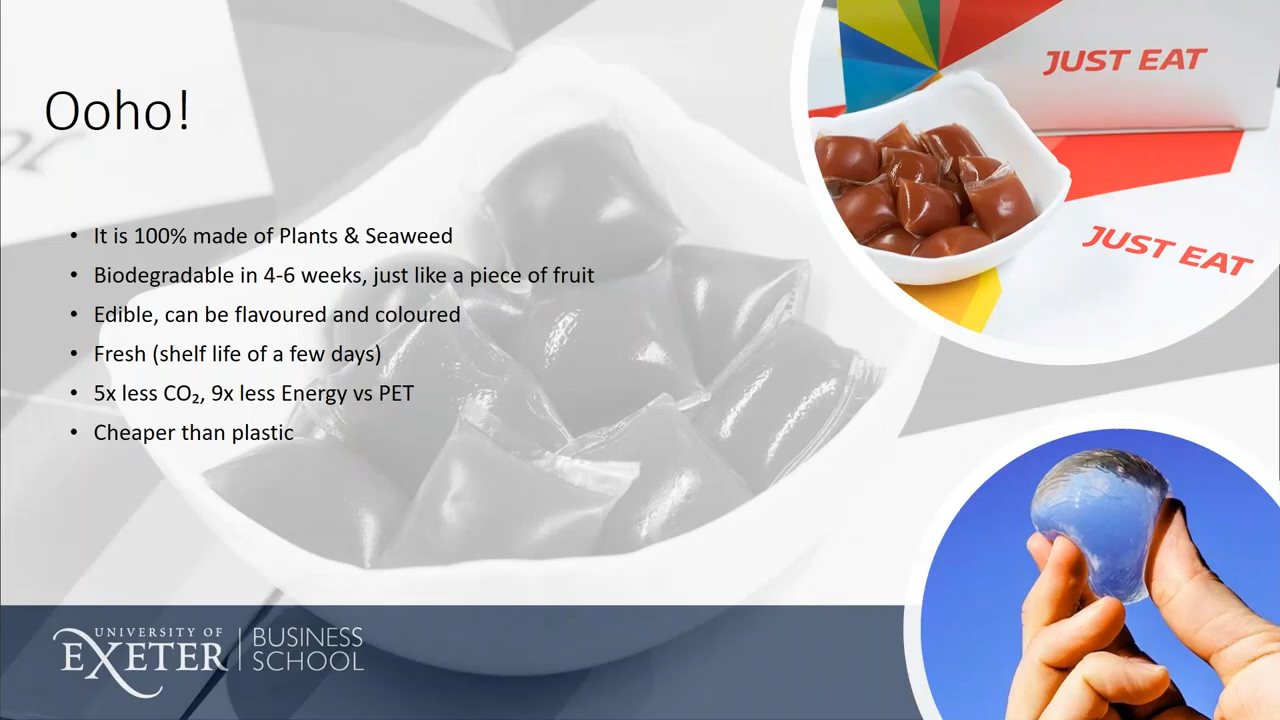 Ooho!
• It is 100% made of Plants & Seaweed
• Biodegradable in 4-6 weeks, just like a piece of fruit
• Edible, can be flavoured and coloured
• Fresh (shelf life of a few days)
• 5x less CO₂, 9x less Energy vs PET
• Cheaper than plastic
JUST EAT
JUST EAT
UNIVERSITY OF
EXETER
BUSINESS
SCHOOL